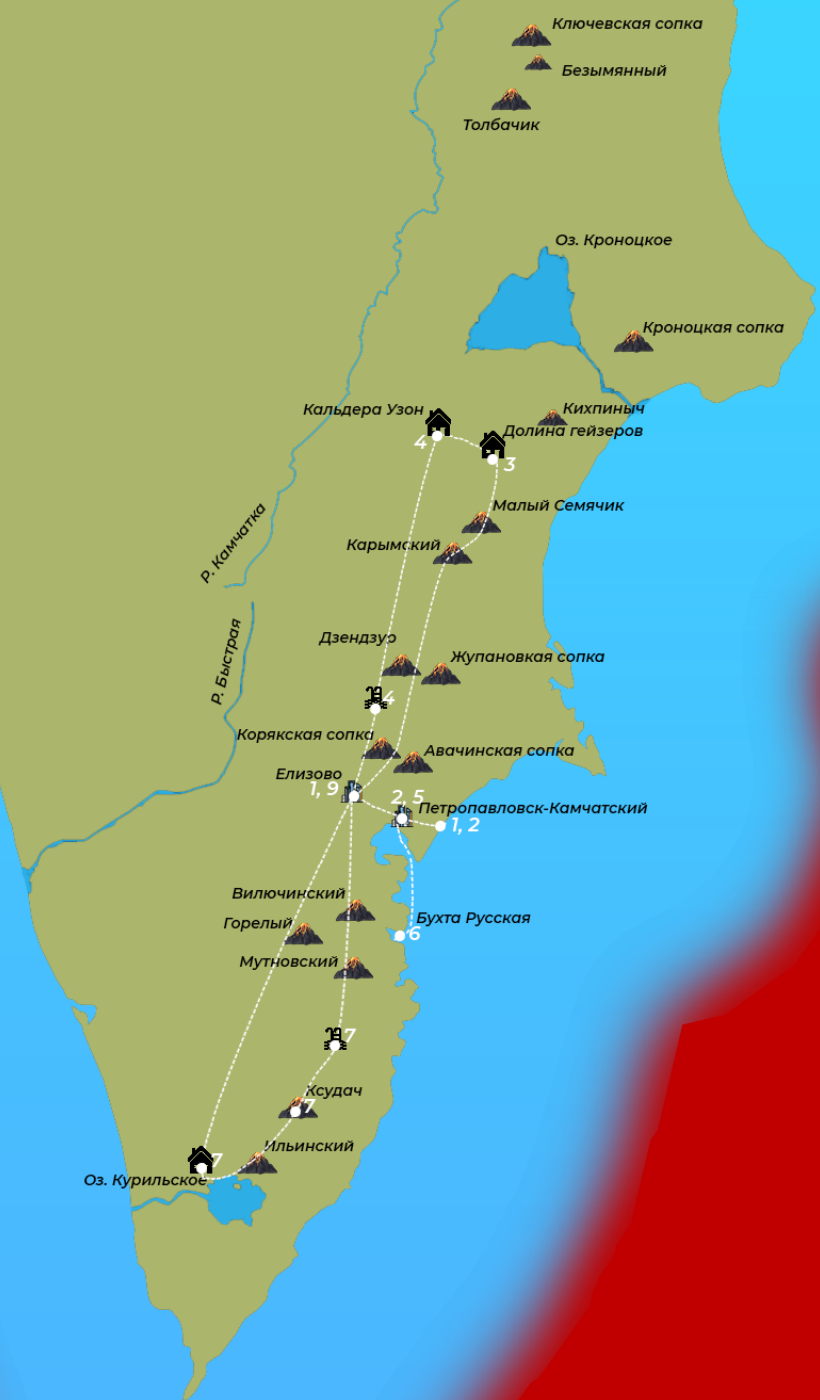 Ключевская сопка
Безымянный
Толбачик
Оз. Кроноцкое
Кроноцкая сопка
Кальдера Узон
Кихпиныч
Долина гейзеров
4
3
Малый Семячик
Р. Камчатка
Карымский
Р. Быстрая
Дзендзур
Жупановкая сопка
4
Корякская сопка
Авачинская сопка
Елизово
1, 9
2, 5
Петропавловск-Камчатский
1, 2
Вилючинский
Горелый
Бухта Русская
6
Мутновский
7
Ксудач
7
Ильинский
7
Оз. Курильское